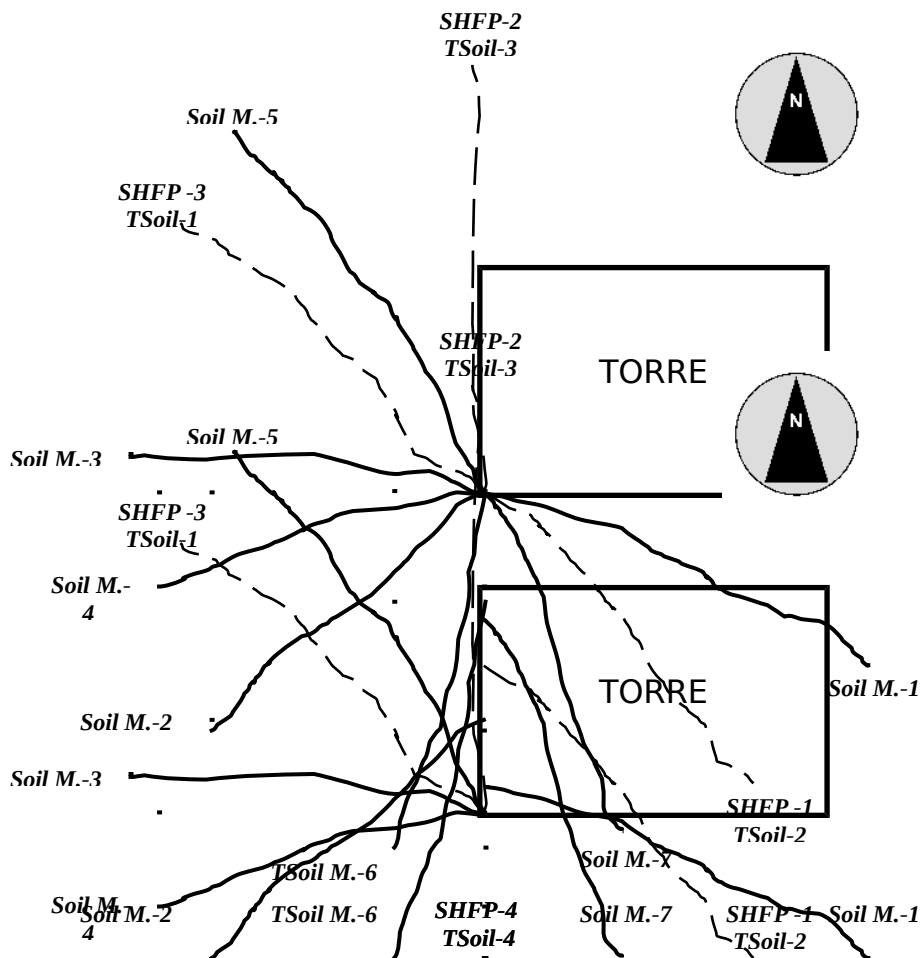 SHFP-2
TSoil-3
N
Soil M.-5
SHFP -3
TSoil-1
SHFP-2
TSoil-3
TORRE
N
Soil M.-5
Soil M.-3
SHFP -3
TSoil-1
Soil M.-
4
TORRE
Soil M.-1
Soil M.-2
Soil M.-3
SHFP -1
TSoil-2
Soil M.-7
TSoil M.-6
Soil M.-
4
Soil M.-2
TSoil M.-6
SHFP-4
TSoil-4
Soil M.-7
SHFP -1
TSoil-2
Soil M.-1